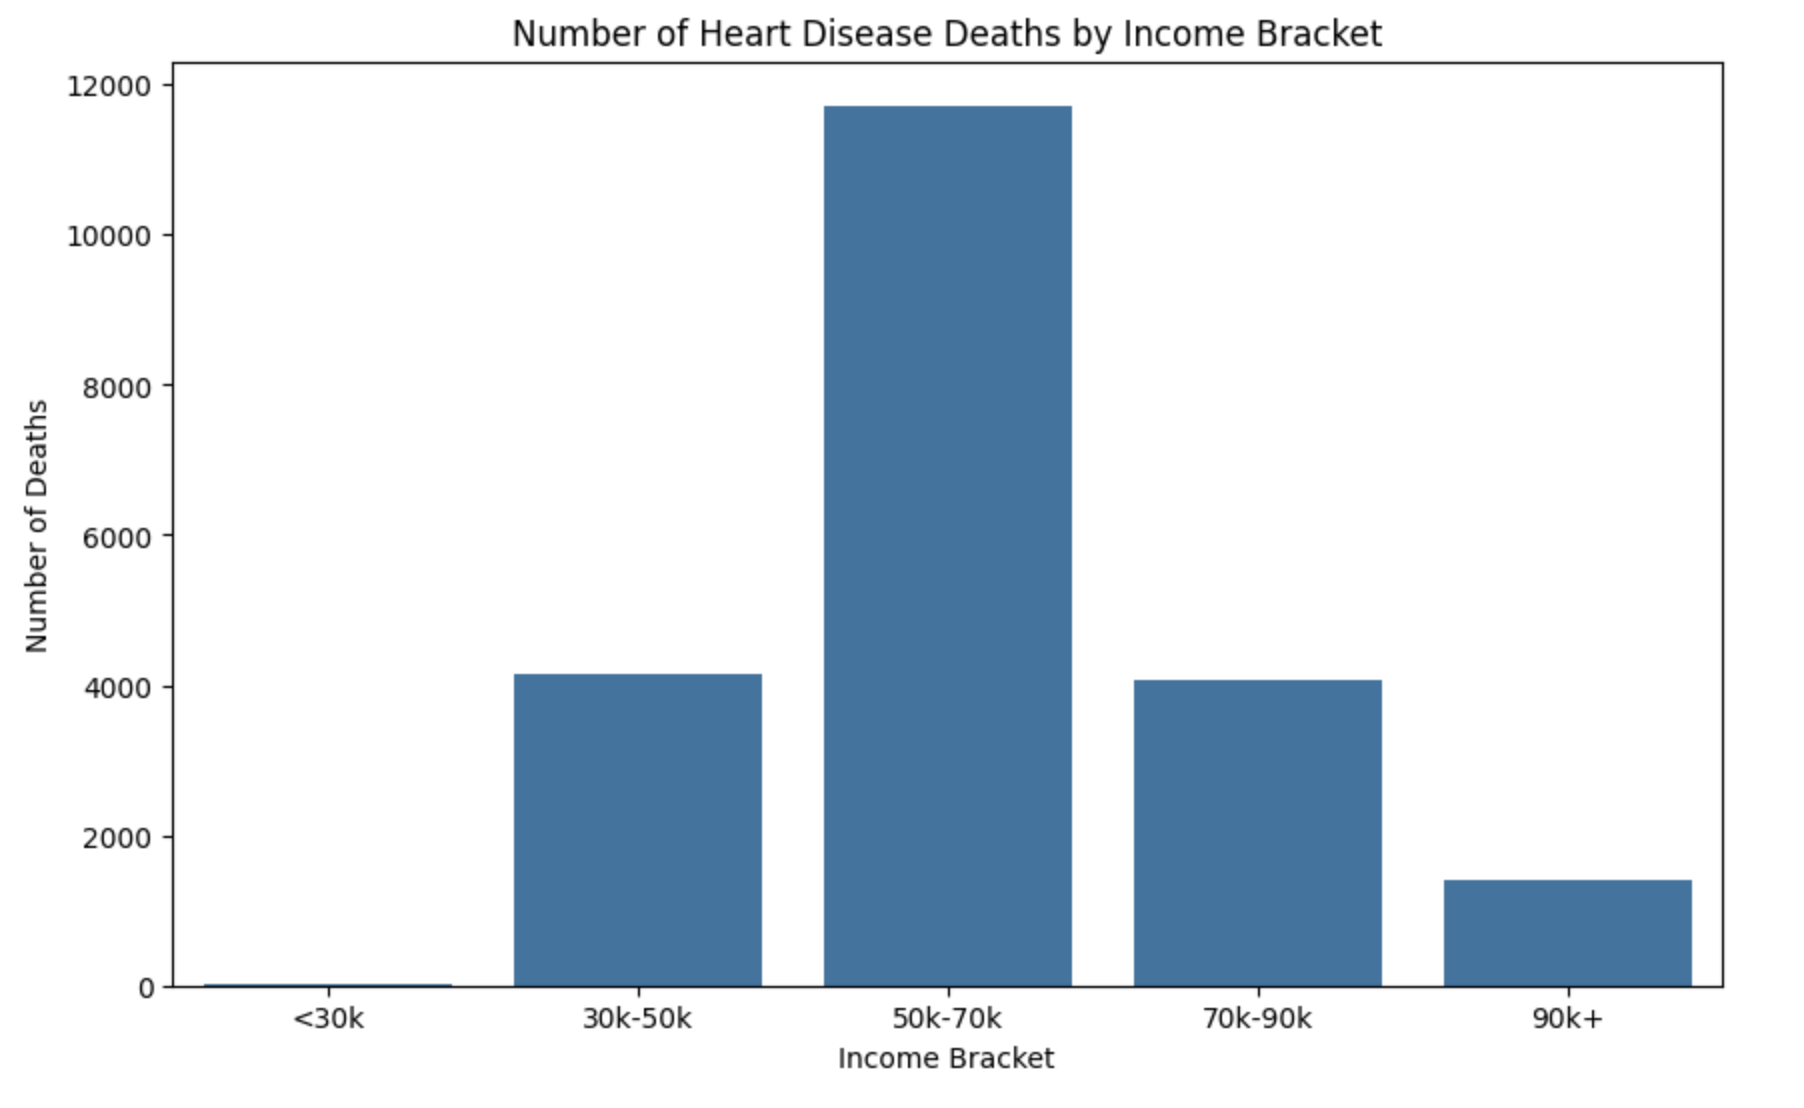 Number of Heart Disease Deaths by Income Bracket
12000
10000
8000
6000
4000
2000
0
Number of Deaths
<30k 30k-50k 50k-70k 70k-90k 90k+
Income Bracket